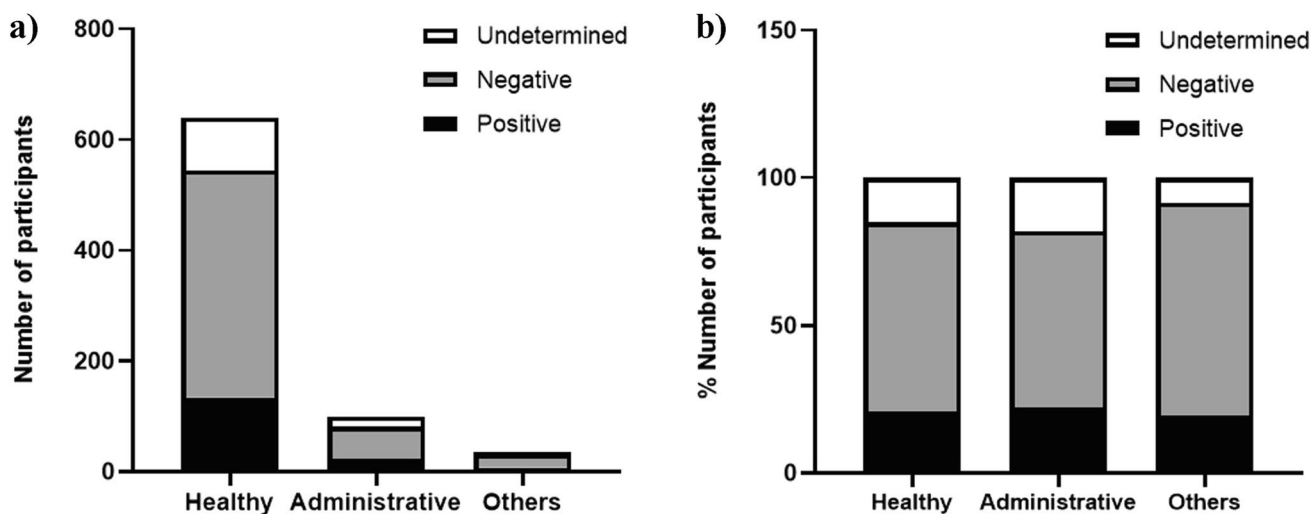 a)
Number of participants
800
600
400
200
0
Undetermined
Negative
Positive
Healthy Administrative Others
b)
% Number of participants
150
100
50
0
Undetermined
Negative
Positive
Healthy Administrative Others